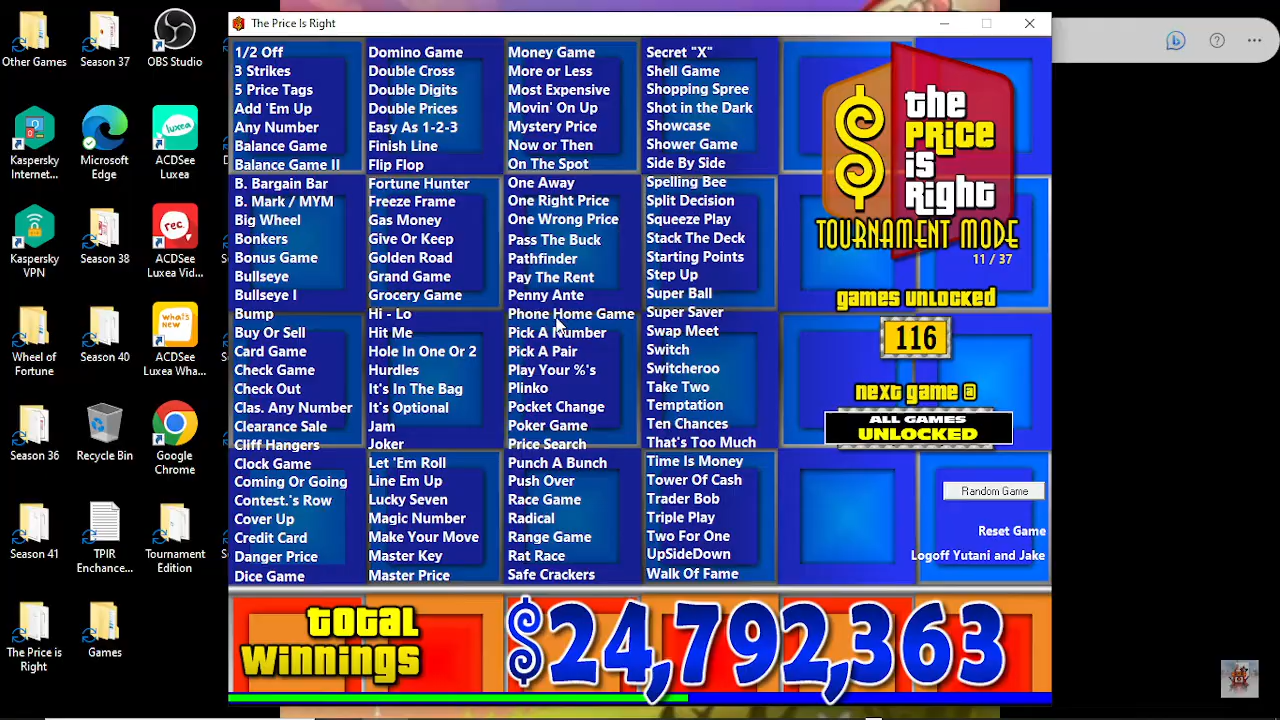 Other Games
Season 37
OBS Studio
Kaspersky
Internet...
Microsoft
Edge
ACDSee
Luxea
Kaspersky
VPN
Season 38
ACDSee
Luxea Vid...
Wheel of
Fortune
Season 40
ACDSee
Luxea Wha...
Season 36
Recycle Bin
Google
Chrome
Season 41
TPIR
Enchance...
Tournament
Edition
The Price is
Right
Games
The Price Is Right
1/2 Off
3 Strikes
5 Price Tags
Add 'Em Up
Any Number
Balance Game
Balance Game II
B. Bargain Bar
B. Mark / MYM
Big Wheel
Bonkers
Bonus Game
Bullseye
Bullseye I
Bump
Buy Or Sell
Card Game
Check Game
Check Out
Clas. Any Number
Clearance Sale
Cliff Hangers
Clock Game
Coming Or Going
Contest.'s Row
Cover Up
Credit Card
Danger Price
Dice Game
Domino Game
Double Cross
Double Digits
Double Prices
Easy As 1-2-3
Finish Line
Flip Flop
Fortune Hunter
Freeze Frame
Gas Money
Give Or Keep
Golden Road
Grand Game
Grocery Game
Hi - Lo
Hit Me
Hole In One Or 2
Hurdles
It's In The Bag
It's Optional
Jam
Joker
Let 'Em Roll
Line Em Up
Lucky Seven
Magic Number
Make Your Move
Master Key
Master Price
Money Game
More or Less
Most Expensive
Movin' On Up
Mystery Price
Now or Then
On The Spot
One Away
One Right Price
One Wrong Price
Pass The Buck
Pathfinder
Pay The Rent
Penny Ante
Phone Home Game
Pick A Number
Pick A Pair
Play Your %'s
Plinko
Pocket Change
Poker Game
Price Search
Punch A Bunch
Push Over
Race Game
Radical
Range Game
Rat Race
Safe Crackers
Secret "X"
Shell Game
Shopping Spree
Shot in the Dark
Showcase
Shower Game
Side By Side
Spelling Bee
Split Decision
Squeeze Play
Stack The Deck
Starting Points
Step Up
Super Ball
Super Saver
Swap Meet
Switch
Switcheroo
Take Two
Temptation
Ten Chances
That's Too Much
Time Is Money
Tower Of Cash
Trader Bob
Triple Play
Two For One
UpSideDown
Walk Of Fame
$ the
PRICE
is
Right
TOURNAMENT MODE
11 / 37
games unlocked
116
next game @
ALL GAMES
UNLOCKED
Random Game
Reset Game
Logoff Yutani and Jake
total
winnings
$24,792,363